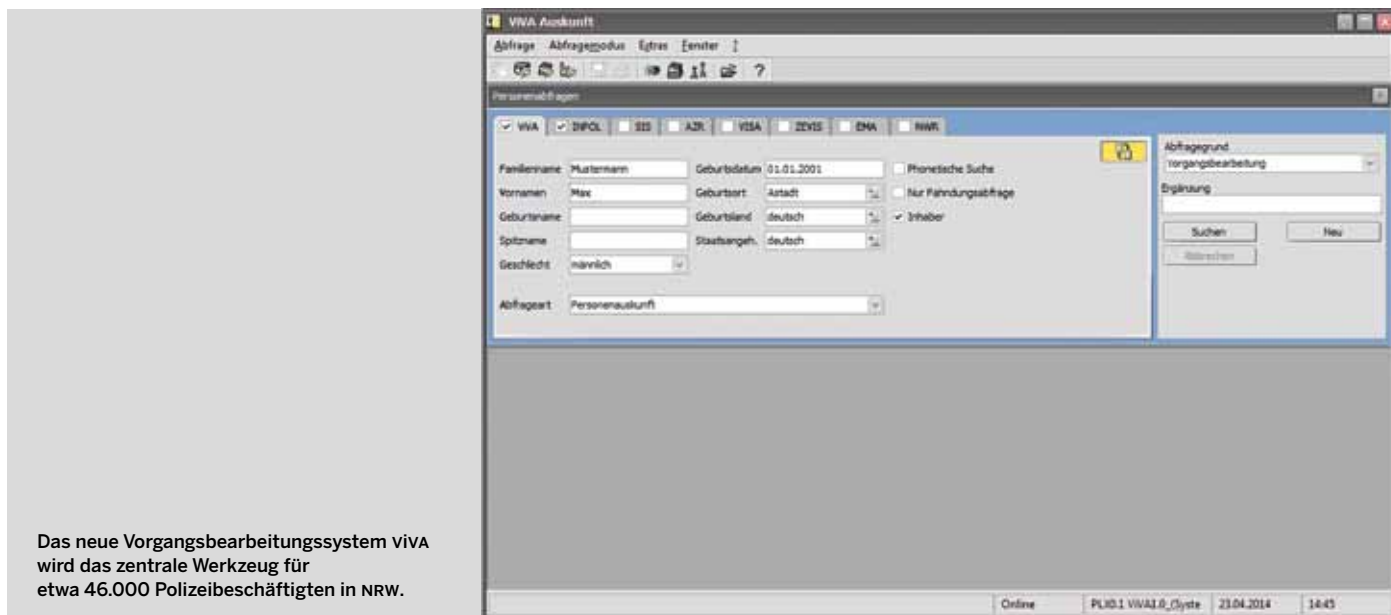 ViVA Auskunft
Abfrage Abfragemodus Extras Fenster ?
?
Personenabfragen
ViVA INPOL SIS AZR VISA ZEVIS EMA NWR
Familienname Mustermann Geburtsdatum 01.01.2001 Phonetische Suche
Vornamen Max Geburtsort Astadt Nur Fahndungsabfrage
Geburtsname Geburtsland deutsch Inhaber
Spitzname Staatsangeh. deutsch
Geschlecht männlich
Abfrageart Personenauskunft
Abfragegrund
Vorgangsbearbeitung
Ergänzung
Suchen Neu
Abbrechen
Das neue Vorgangsbearbeitungssystem ViVA
wird das zentrale Werkzeug für
etwa 46.000 Polizeibeschäftigten in NRW.
Online 23.04.2014 14:45